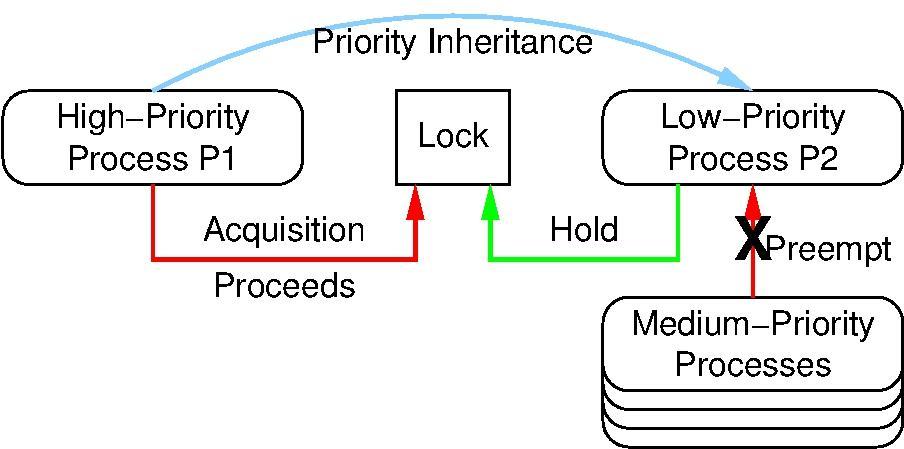 Priority Inheritance
High−Priority
Process P1
Lock
Low−Priority
Process P2
Acquisition
Proceeds
Hold
X
Preempt
Medium−Priority
Processes